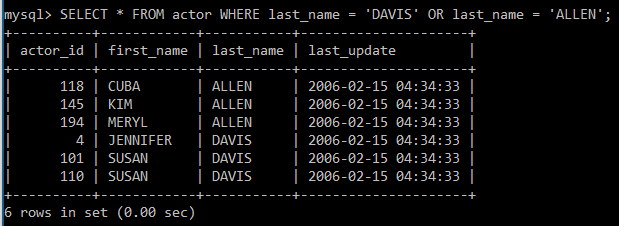 mysql> SELECT * FROM actor WHERE last_name = 'DAVIS' OR last_name = 'ALLEN';
+----------+------------+-----------+---------------------+
| actor_id | first_name | last_name | last_update         |
+----------+------------+-----------+---------------------+
|      118 | CUBA       | ALLEN     | 2006-02-15 04:34:33 |
|      145 | KIM        | ALLEN     | 2006-02-15 04:34:33 |
|      194 | MERYL      | ALLEN     | 2006-02-15 04:34:33 |
|        4 | JENNIFER   | DAVIS     | 2006-02-15 04:34:33 |
|      101 | SUSAN      | DAVIS     | 2006-02-15 04:34:33 |
|      110 | SUSAN      | DAVIS     | 2006-02-15 04:34:33 |
+----------+------------+-----------+---------------------+
6 rows in set (0.00 sec)